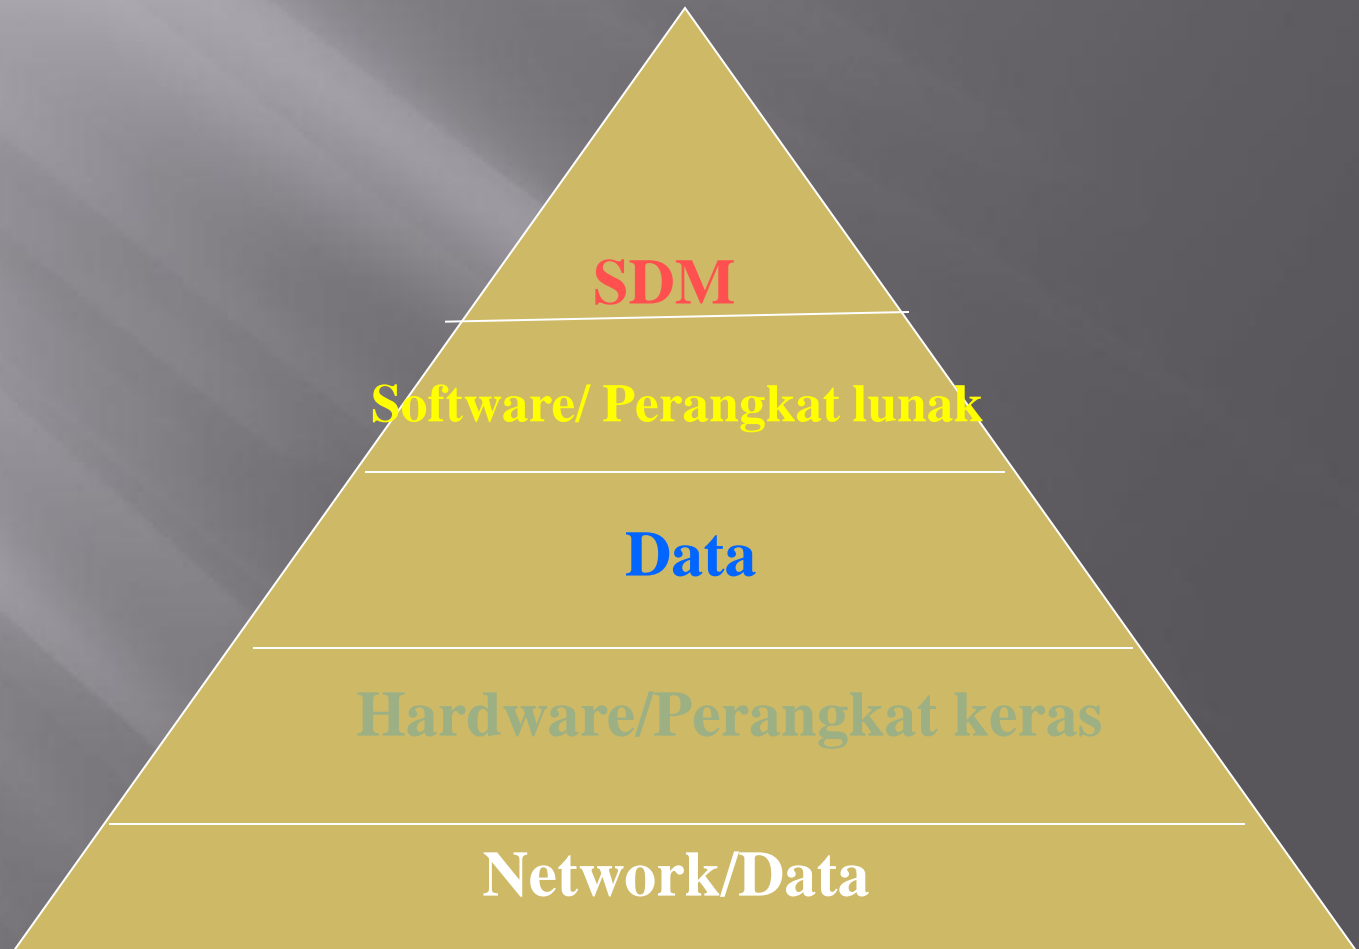 SDM
Software/ Perangkat lunak
Data
Hardware/Perangkat keras
Network/Data